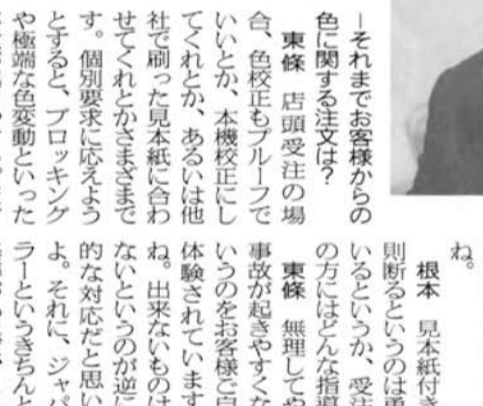 ―それまでお客様からの
色に関する注文は?
東條 店頭受注の場
合、色校正もプルーフで
いいとか、本機校正にし
てくれとか、あるいは他
社で刷った見本紙に合わ
せてくれとかさまざまで
す。個別要求に応えよう
とすると、ブロッキング
や極端な色変動といった
ね。
根本 見本紙付き
則断るというのは勇
いるというか、受注
の方にはどんな指導
東條 無理してや
事故が起きやすくな
いうのをお客様ご自
体験されています
ね。出来ないものは
ないというのが逆に
的な対応だと思い
よ。それに、ジャパ
ラーというきちんと